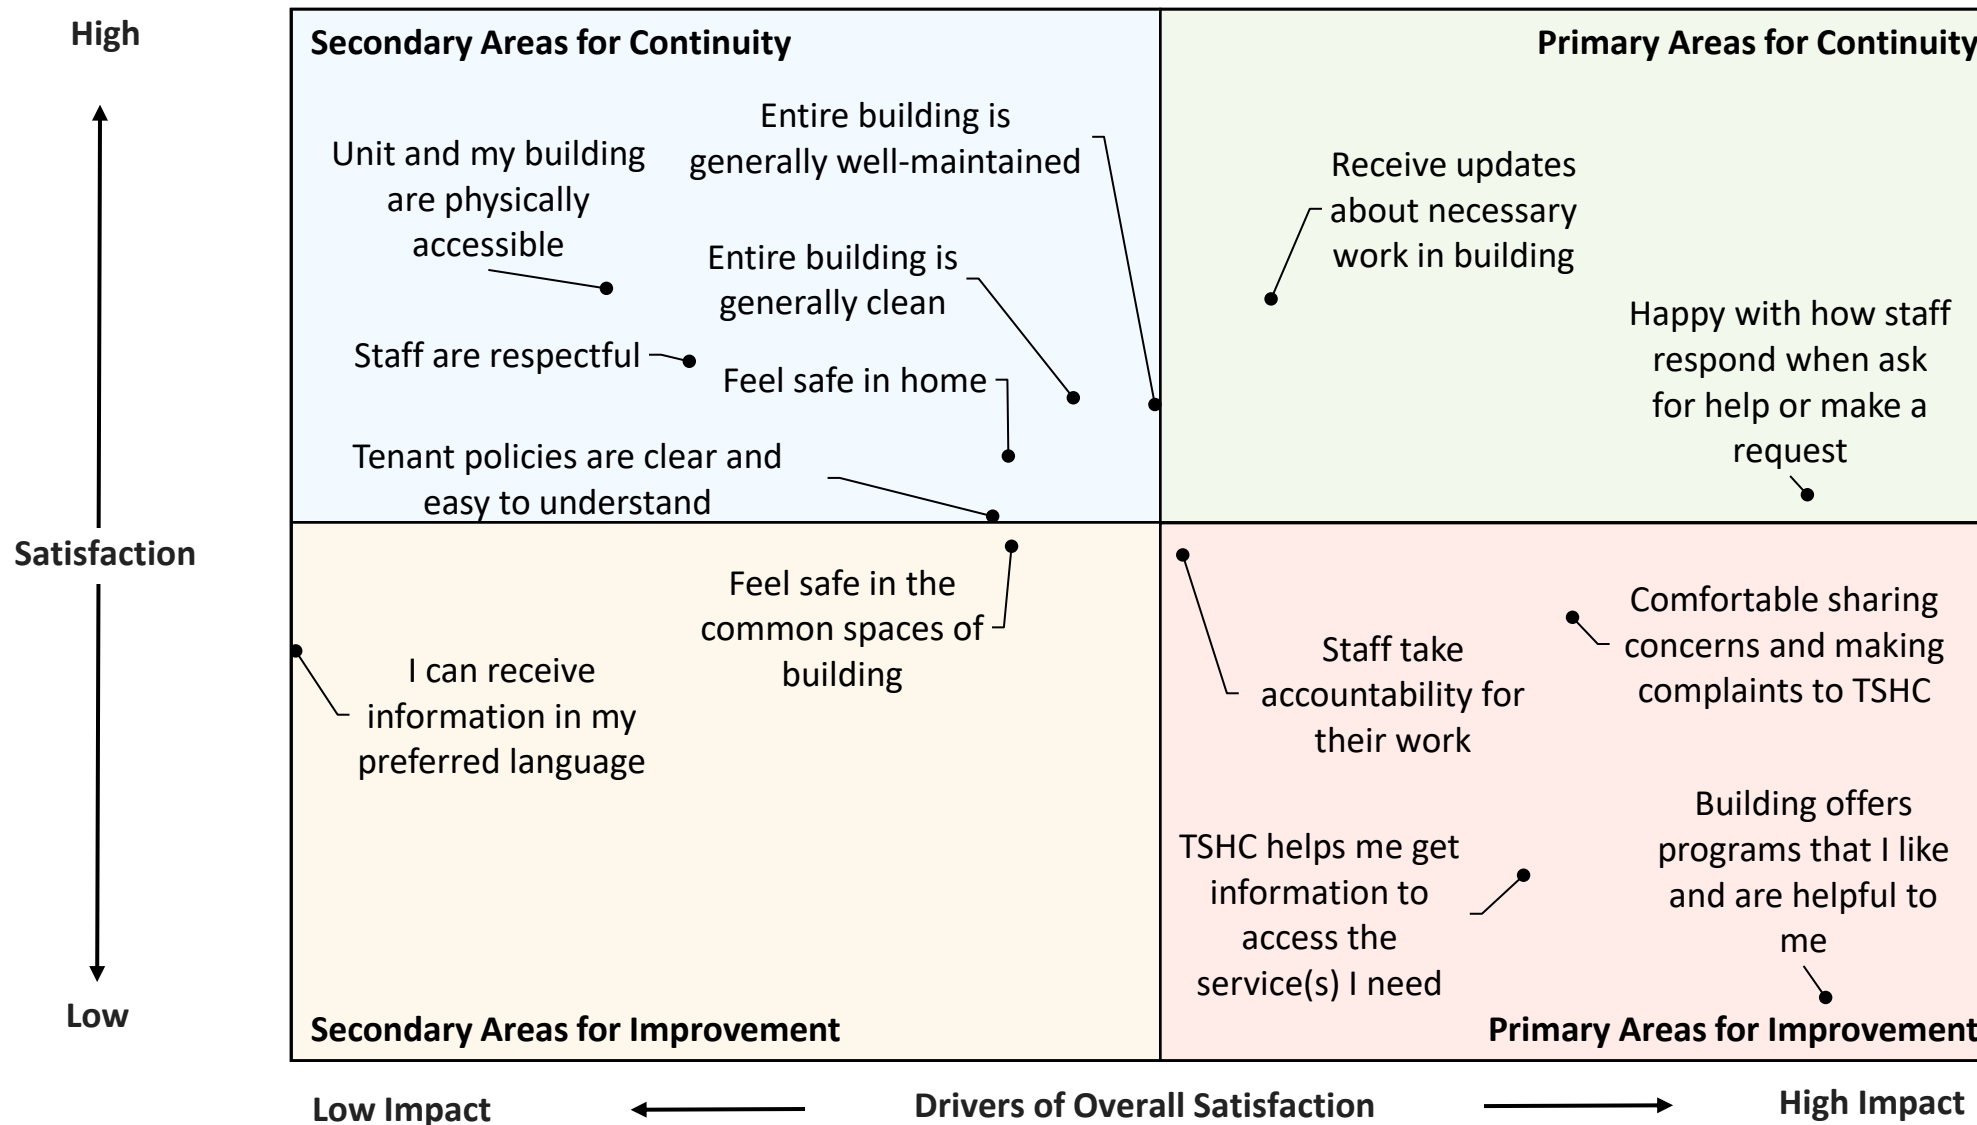 High
Secondary Areas for Continuity
Primary Areas for Continuity
Unit and my building
are physically
accessible
Entire building is
generally well-maintained
Entire building is
generally clean
Staff are respectful
Feel safe in home
Tenant policies are clear and
easy to understand
Receive updates
about necessary
work in building
Happy with how staff
respond when ask
for help or make a
request
Satisfaction
Feel safe in the
common spaces of
building
I can receive
information in my
preferred language
Staff take
accountability for
their work
Comfortable sharing
concerns and making
complaints to TSHC
TSHC helps me get
information to
access the
service(s) I need
Building offers
programs that I like
and are helpful to
me
Low
Secondary Areas for Improvement
Primary Areas for Improvement
Low Impact
Drivers of Overall Satisfaction
High Impact